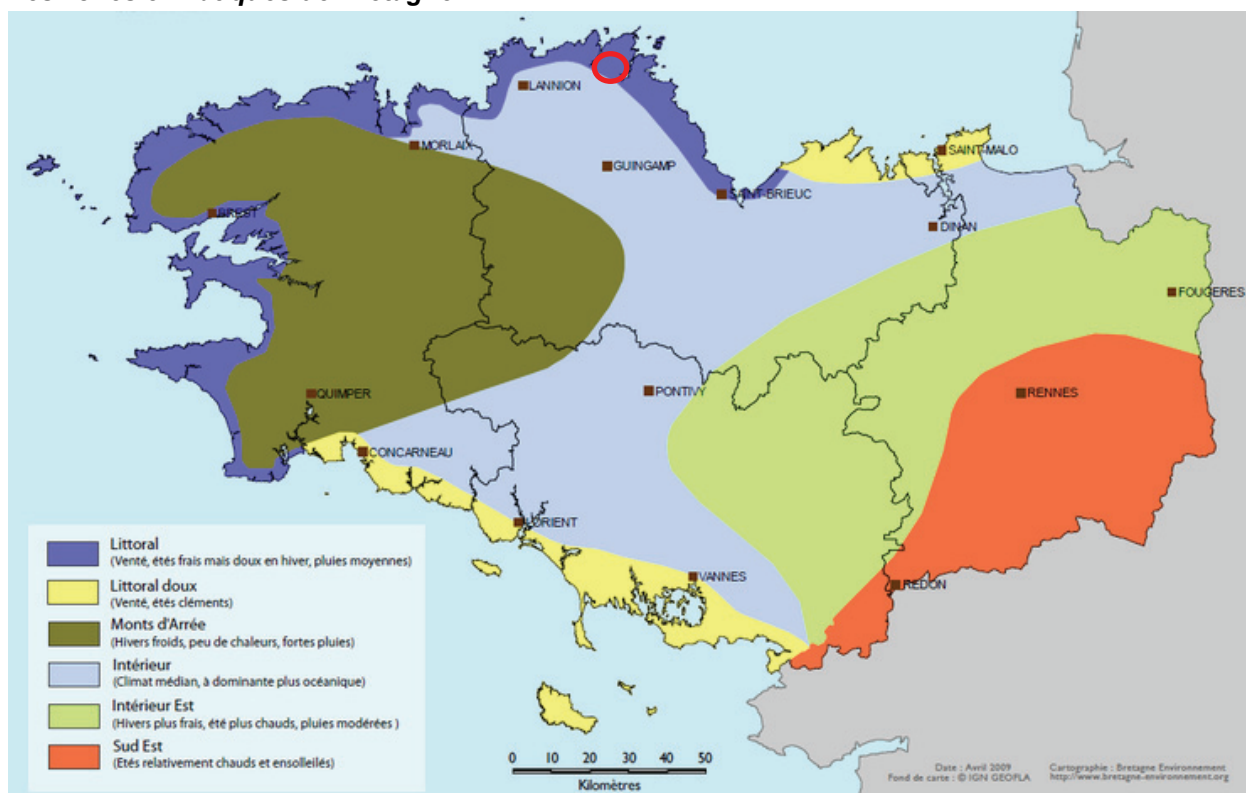 LANNION
MORLAIX
GUINGAMP
SAINT-MALO
SAINT-BRIEUC
BREST
DINAN
FOUGERES
QUIMPER
PONTIVY
RENNES
CONCARNEAU
LORIENT
VANNES
REDON
Littoral
(Venté, étés frais mais doux en hiver, pluies moyennes)
Littoral doux
(Venté, étés cléments)
Monts d'Arrée
(Hivers froids, peu de chaleurs, fortes pluies)
Intérieur
(Climat médian, à dominante plus océanique)
Intérieur Est
(Hivers plus frais, été plus chauds, pluies modérées )
Sud Est
(Etés relativement chauds et ensolleilés)
0 10 20 30 40 50
Kilomètres
Date : Avril 2009
Fond de carte : © IGN GEOFLA
Cartographie : Bretagne Environnement
http://www.bretagne-environnement.org